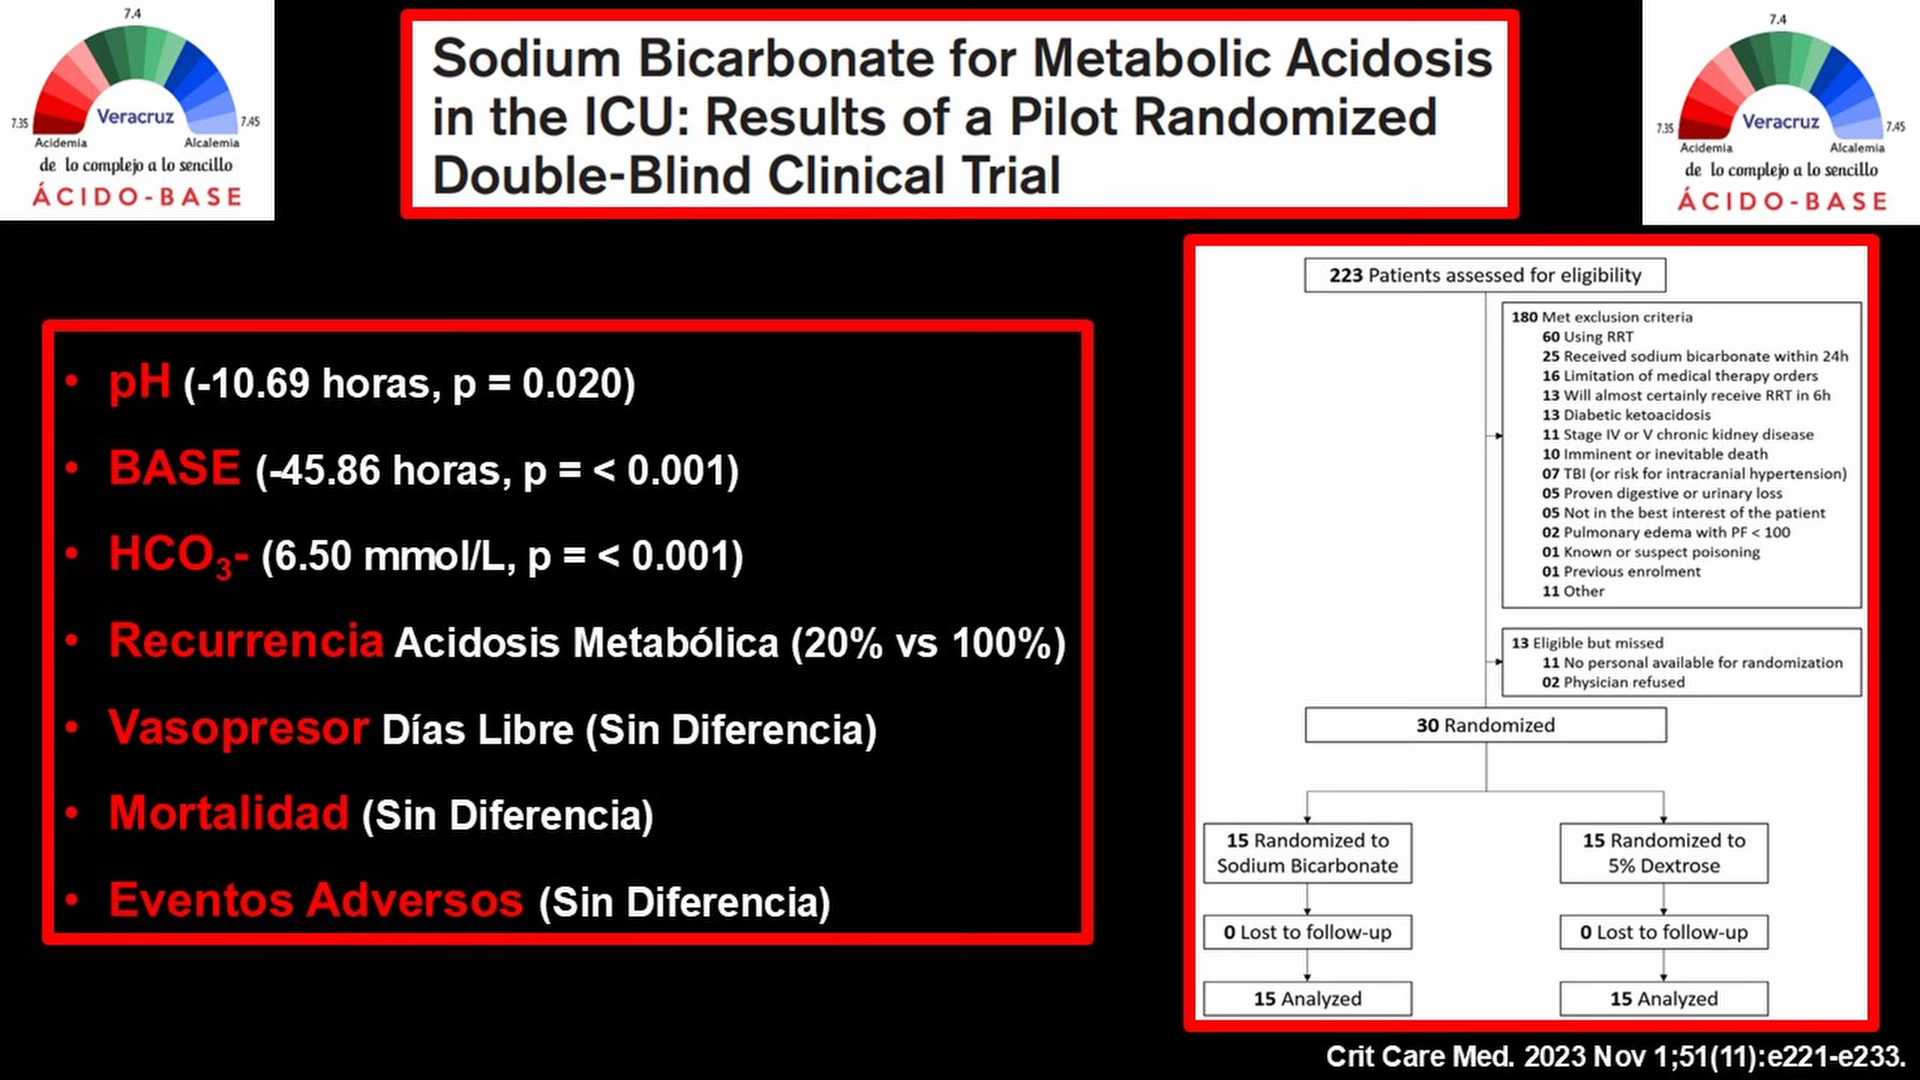 7.4
7.35
Veracruz
7.45
Acidemia
Alcalemia
de lo complejo a lo sencillo
ÁCIDO-BASE
Sodium Bicarbonate for Metabolic Acidosis
in the ICU: Results of a Pilot Randomized
Double-Blind Clinical Trial
7.4
7.35
Veracruz
7.45
Acidemia
Alcalemia
de lo complejo a lo sencillo
ÁCIDO-BASE
• pH (-10.69 horas, p = 0.020)
• BASE (-45.86 horas, p = < 0.001)
• HCO3- (6.50 mmol/L, p = < 0.001)
• Recurrencia Acidosis Metabólica (20% vs 100%)
• Vasopresor Días Libre (Sin Diferencia)
• Mortalidad (Sin Diferencia)
• Eventos Adversos (Sin Diferencia)
223 Patients assessed for eligibility
180 Met exclusion criteria
60 Using RRT
25 Received sodium bicarbonate within 24h
16 Limitation of medical therapy orders
13 Will almost certainly receive RRT in 6h
13 Diabetic ketoacidosis
11 Stage IV or V chronic kidney disease
10 Imminent or inevitable death
07 TBI (or risk for intracranial hypertension)
05 Proven digestive or urinary loss
05 Not in the best interest of the patient
02 Pulmonary edema with PF < 100
01 Known or suspect poisoning
01 Previous enrolment
11 Other
13 Eligible but missed
11 No personal available for randomization
02 Physician refused
30 Randomized
15 Randomized to
Sodium Bicarbonate
15 Randomized to
5% Dextrose
0 Lost to follow-up
0 Lost to follow-up
15 Analyzed
15 Analyzed
Crit Care Med. 2023 Nov 1;51(11):e221-e233.